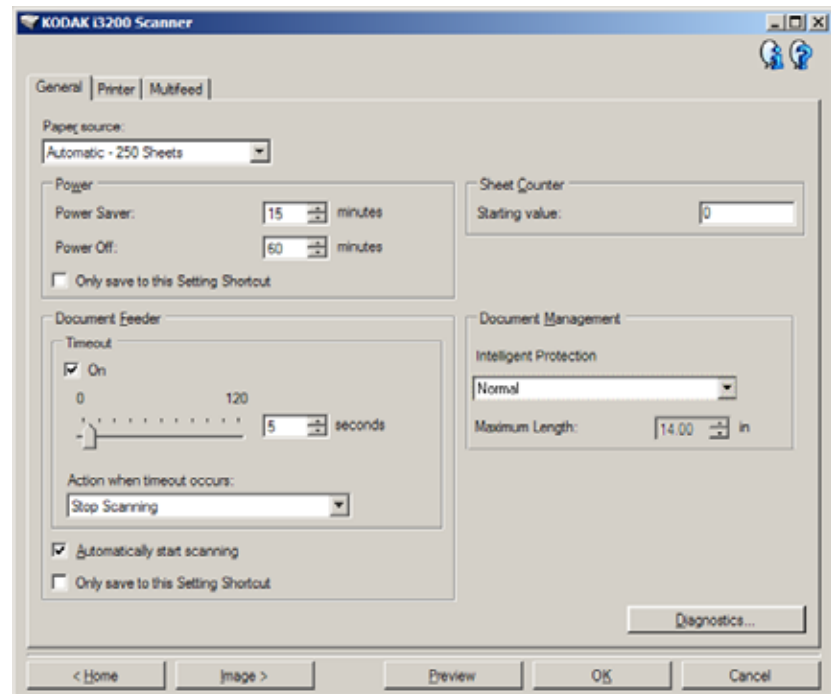 KODAK i3200 Scanner
General Printer Multifeed
Paper source:
Automatic - 250 Sheets
Power
Power Saver: 15 minutes
Power Off: 60 minutes
Only save to this Setting Shortcut
Sheet Counter
Starting value: 0
Document Feeder
Timeout
On
0 120
5 seconds
Action when timeout occurs:
Stop Scanning
Automatically start scanning
Only save to this Setting Shortcut
Document Management
Intelligent Protection
Normal
Maximum Length: 14.00 in
Diagnostics...
< Home Image > Preview OK Cancel